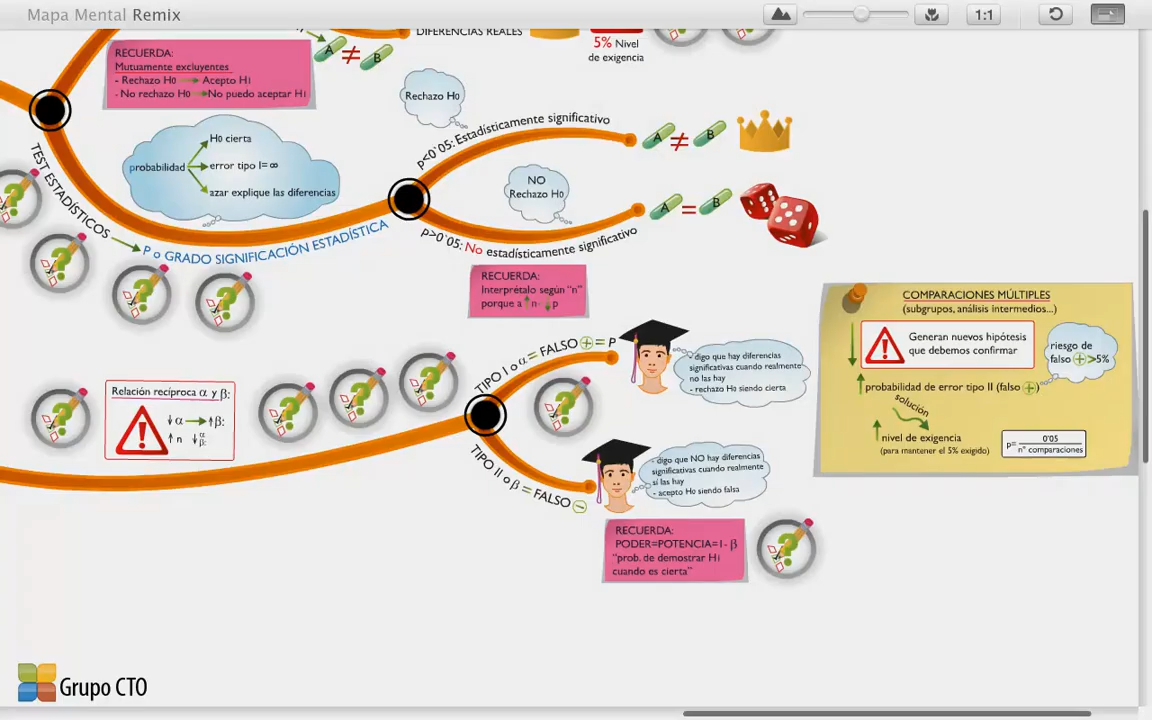 Mapa Mental Remix
1:1
DIFERENCIAS REALES
5% Nivel
de exigencia
A ≠ B
RECUERDA:
Mutuamente excluyentes
- Rechazo H0 → Acepto H1
- No rechazo H0 → No puedo aceptar H1
Rechazo H0
p<0´05: Estadísticamente significativo
A ≠ B
probabilidad
H0 cierta
error tipo I= ∞
azar explique las diferencias
NO
Rechazo H0
p>0´05: No estadísticamente significativo
A = B
TEST ESTADÍSTICOS → P o GRADO SIGNIFICACIÓN ESTADÍSTICA
RECUERDA:
Interprétalo según "n"
porque a ↑ n- ↓ p
COMPARACIONES MÚLTIPLES
(subgrupos, análisis intermedios...)
Generan nuevos hipótesis
que debemos confirmar
riesgo de
falso + >5%
↑ probabilidad de error tipo II (falso +)
solución
↑ nivel de exigencia
(para mantener el 5% exigido)
p= 0'05
nº comparaciones
TIPO I o α = FALSO + = P
- digo que hay diferencias
significativas cuando realmente
no las hay
- rechazo H0 siendo cierta
Relación recíproca α y β:
↓ α → ↑ β:
↑ n ↓ α
β:
TIPO II o β = FALSO −
- digo que NO hay diferencias
significativas cuando realmente
sí las hay
- acepto H0 siendo falsa
RECUERDA:
PODER=POTENCIA=1- β
"prob. de demostrar H1
cuando es cierta"
Grupo CTO